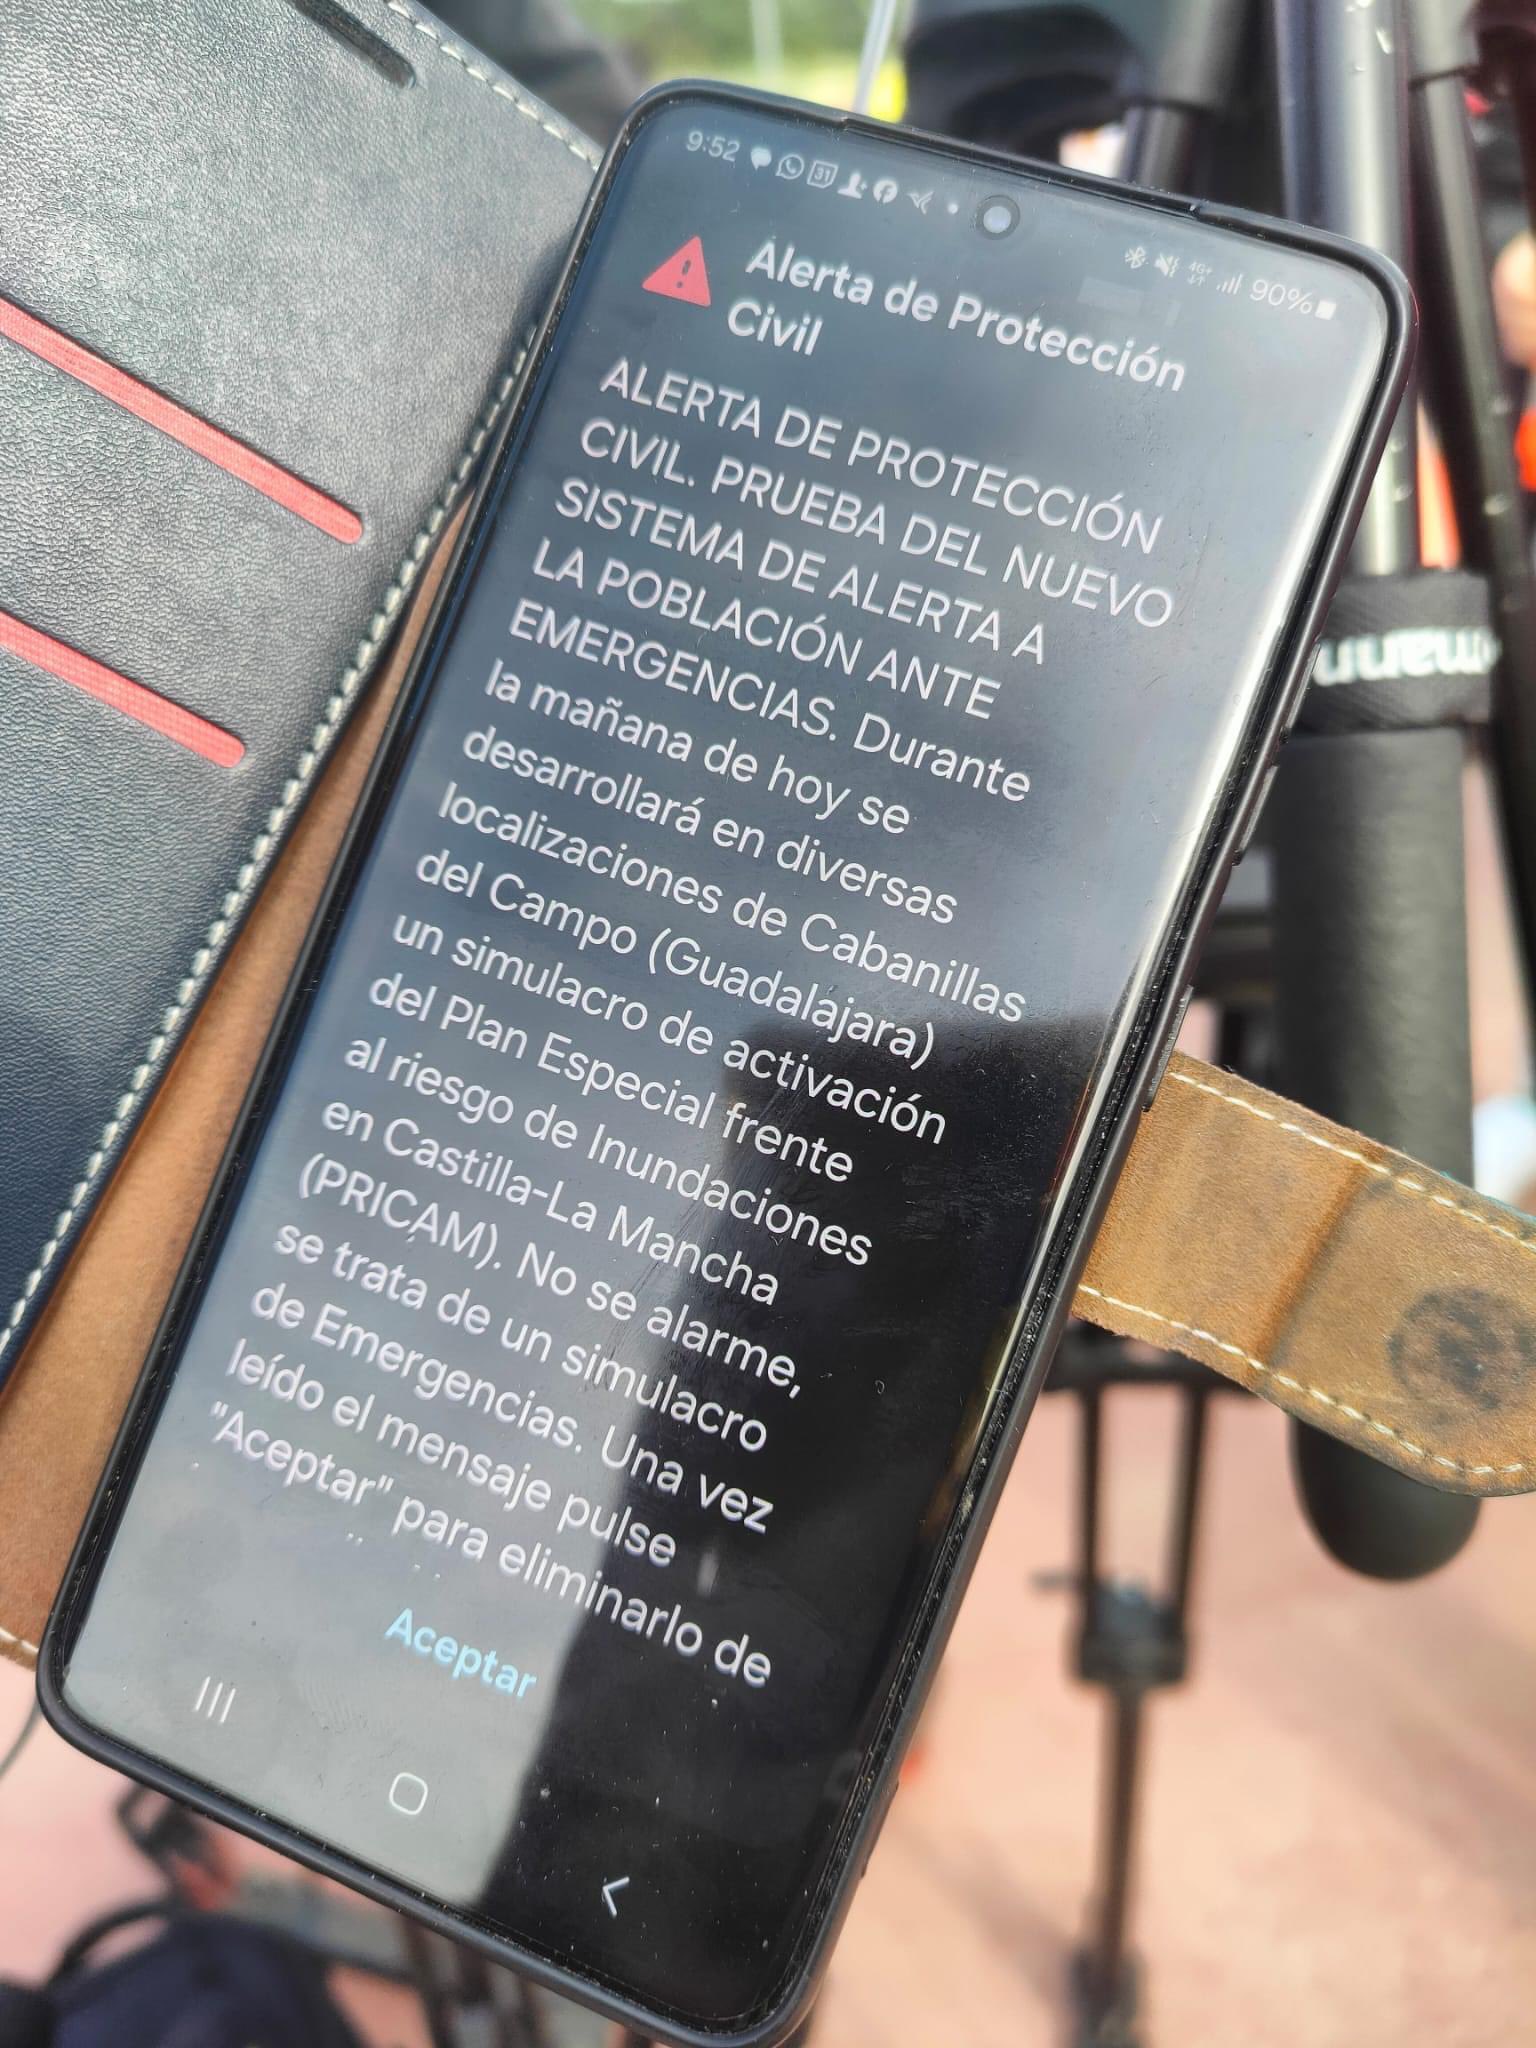 9:52
31
4G+
90%
Alerta de Protección
Civil
ALERTA DE PROTECCIÓN
CIVIL. PRUEBA DEL NUEVO
SISTEMA DE ALERTA A
LA POBLACIÓN ANTE
EMERGENCIAS. Durante
la mañana de hoy se
desarrollará en diversas
localizaciones de Cabanillas
del Campo (Guadalajara)
un simulacro de activación
del Plan Especial frente
al riesgo de Inundaciones
en Castilla-La Mancha
(PRICAM). No se alarme,
se trata de un simulacro
de Emergencias. Una vez
leído el mensaje pulse
"Aceptar" para eliminarlo de
Aceptar